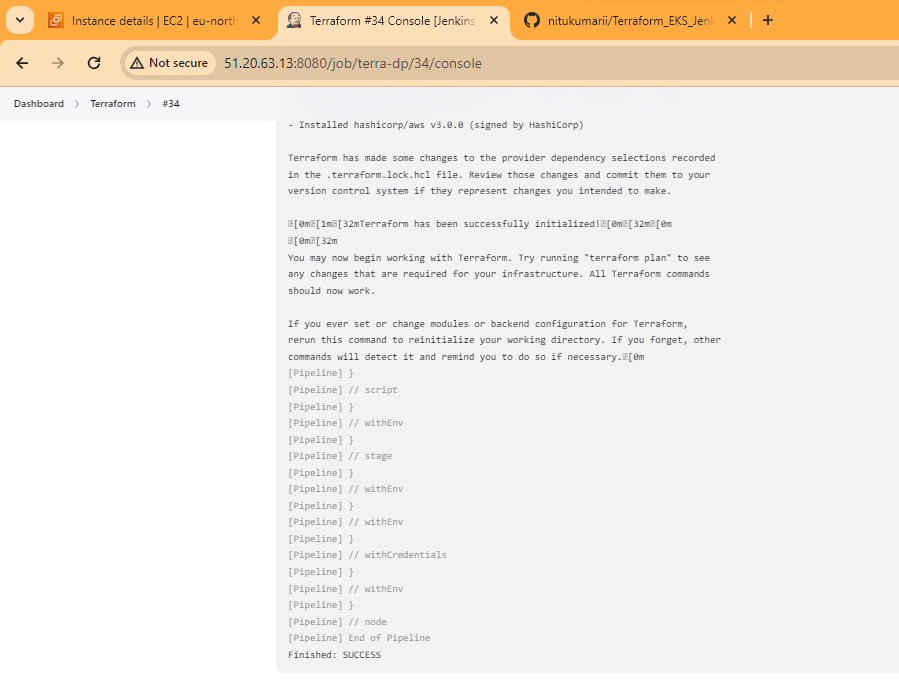 Instance details | EC2 | eu-north
Terraform #34 Console [Jenkins
nitukumarii/Terraform_EKS_Jenk
Not secure
51.20.63.13:8080/job/terra-dp/34/console
Dashboard > Terraform > #34
- Installed hashicorp/aws v3.0.0 (signed by HashiCorp)
Terraform has made some changes to the provider dependency selections recorded
in the .terraform.lock.hcl file. Review those changes and commit them to your
version control system if they represent changes you intended to make.
␛[0m␛[1m␛[32mTerraform has been successfully initialized!␛[0m␛[32m␛[0m
␛[0m␛[32m
You may now begin working with Terraform. Try running "terraform plan" to see
any changes that are required for your infrastructure. All Terraform commands
should now work.
If you ever set or change modules or backend configuration for Terraform,
rerun this command to reinitialize your working directory. If you forget, other
commands will detect it and remind you to do so if necessary.␛[0m
[Pipeline] }
[Pipeline] // script
[Pipeline] }
[Pipeline] // withEnv
[Pipeline] }
[Pipeline] // stage
[Pipeline] }
[Pipeline] // withEnv
[Pipeline] }
[Pipeline] // withEnv
[Pipeline] }
[Pipeline] // withCredentials
[Pipeline] }
[Pipeline] // withEnv
[Pipeline] }
[Pipeline] // node
[Pipeline] End of Pipeline
Finished: SUCCESS